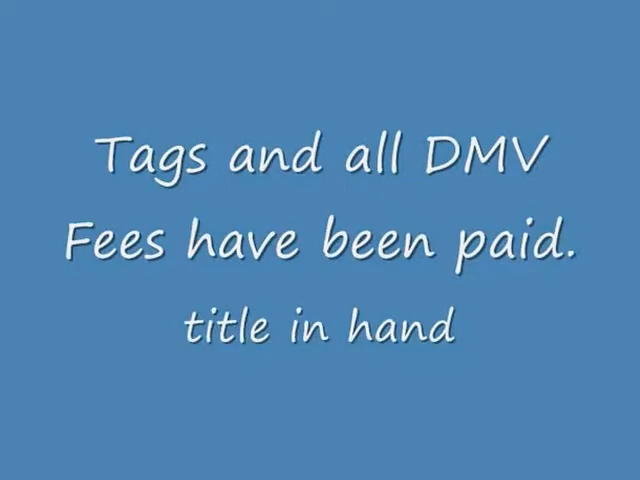 Tags and all DMV
Fees have been paid.
title in hand